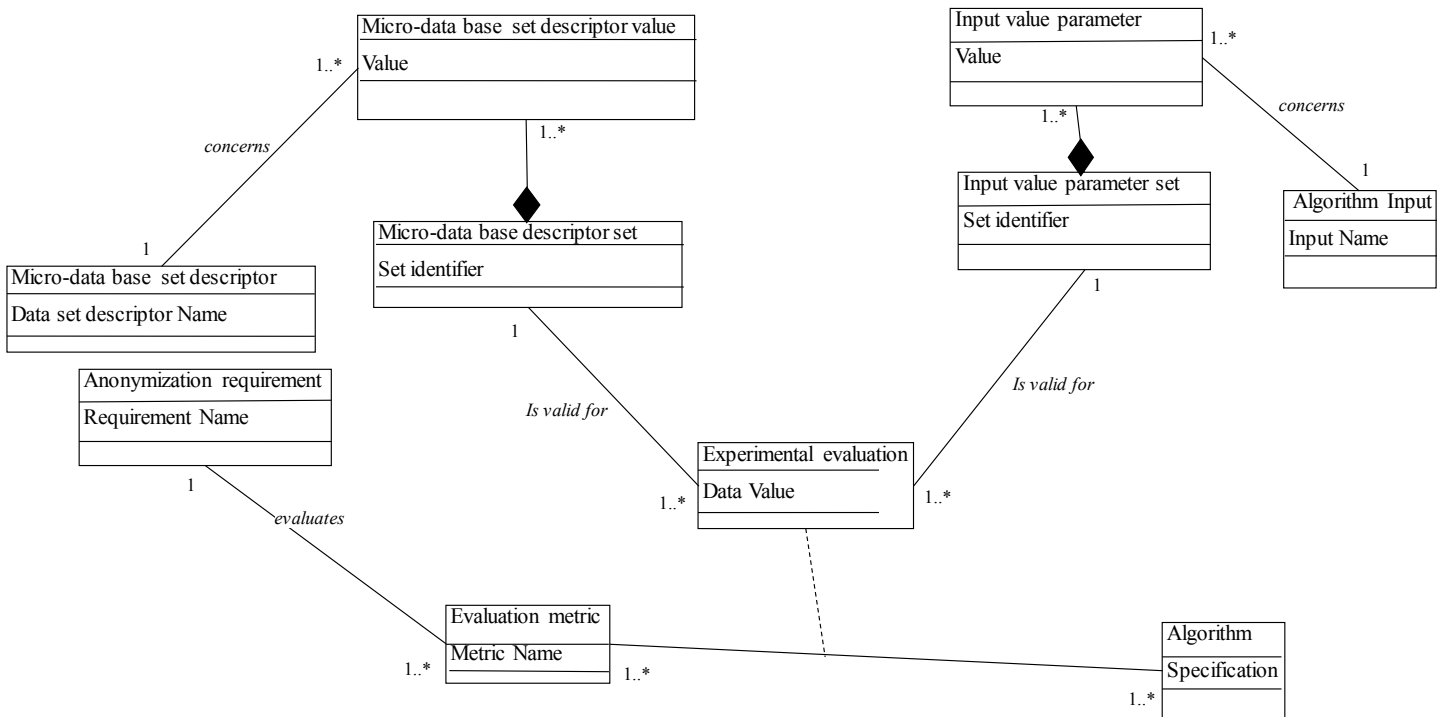 Micro-data base set descriptor value
Value
1..*
1..*
concerns
1
Micro-data base set descriptor
Data set descriptor Name
Micro-data base descriptor set
Set identifier
1
Is valid for
1..*
Input value parameter
Value
1..*
1..*
concerns
1
Algorithm Input
Input Name
Input value parameter set
Set identifier
1
Is valid for
1..*
Anonymization requirement
Requirement Name
1
evaluates
1..*
Experimental evaluation
Data Value
Evaluation metric
Metric Name
1..*
Algorithm
Specification
1..*